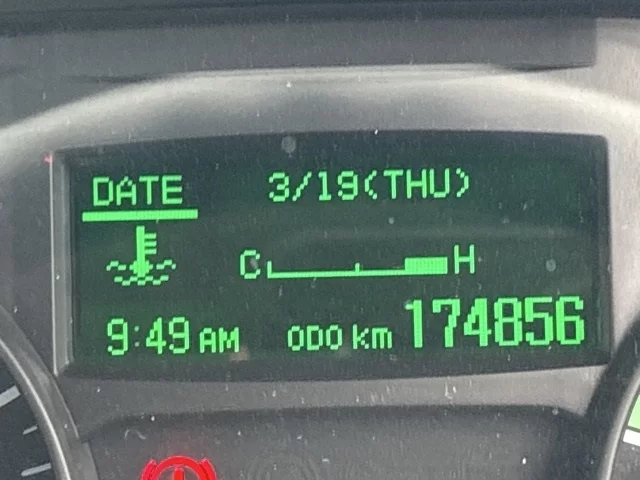 DATE 3/19(THU)
C H
9:49 AM ODO km 174856